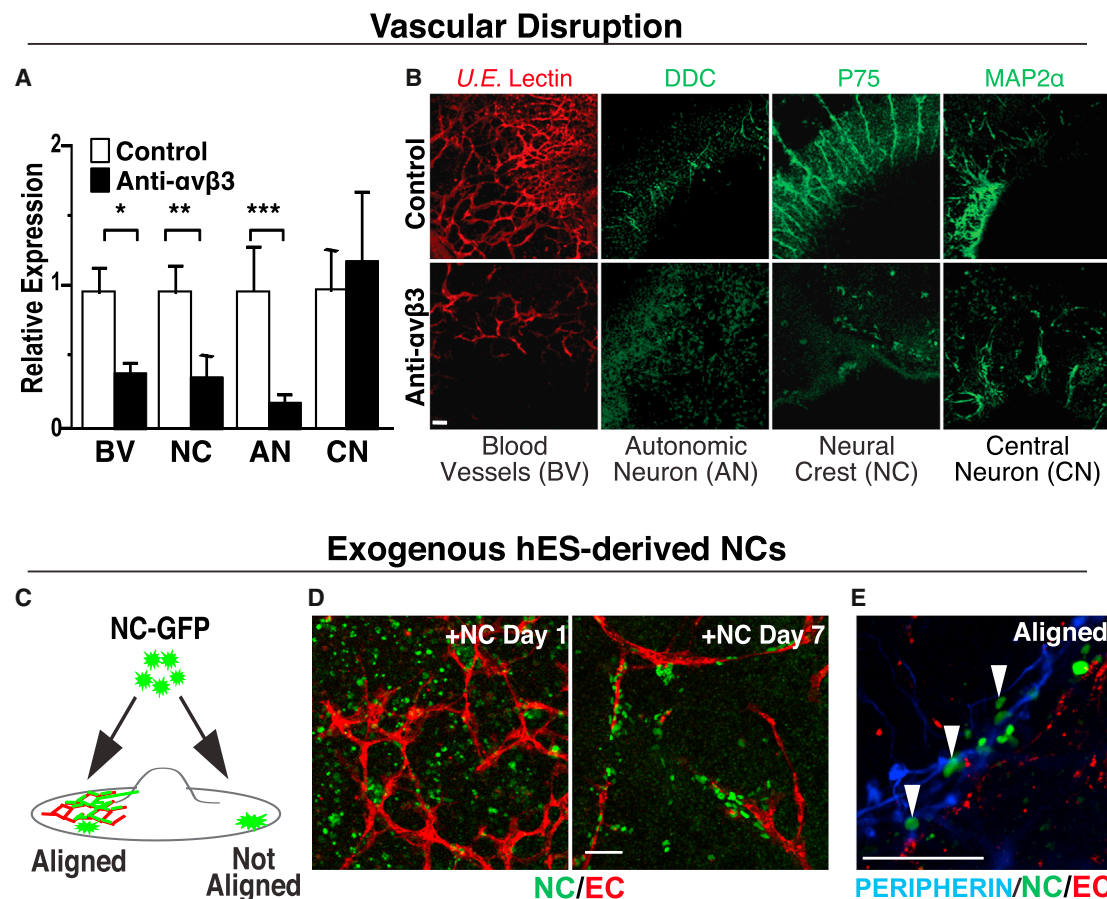 Vascular Disruption
A
Relative Expression
2
1
0
Control
Anti-αvβ3
*
**
***
BV
NC
AN
CN
B
U.E. Lectin
DDC
P75
MAP2α
Control
Anti-αvβ3
Blood
Vessels (BV)
Autonomic
Neuron (AN)
Neural
Crest (NC)
Central
Neuron (CN)
Exogenous hES-derived NCs
C
NC-GFP
Aligned
Not
Aligned
D
+NC Day 1
+NC Day 7
NC/EC
E
Aligned
PERIPHERIN/NC/EC